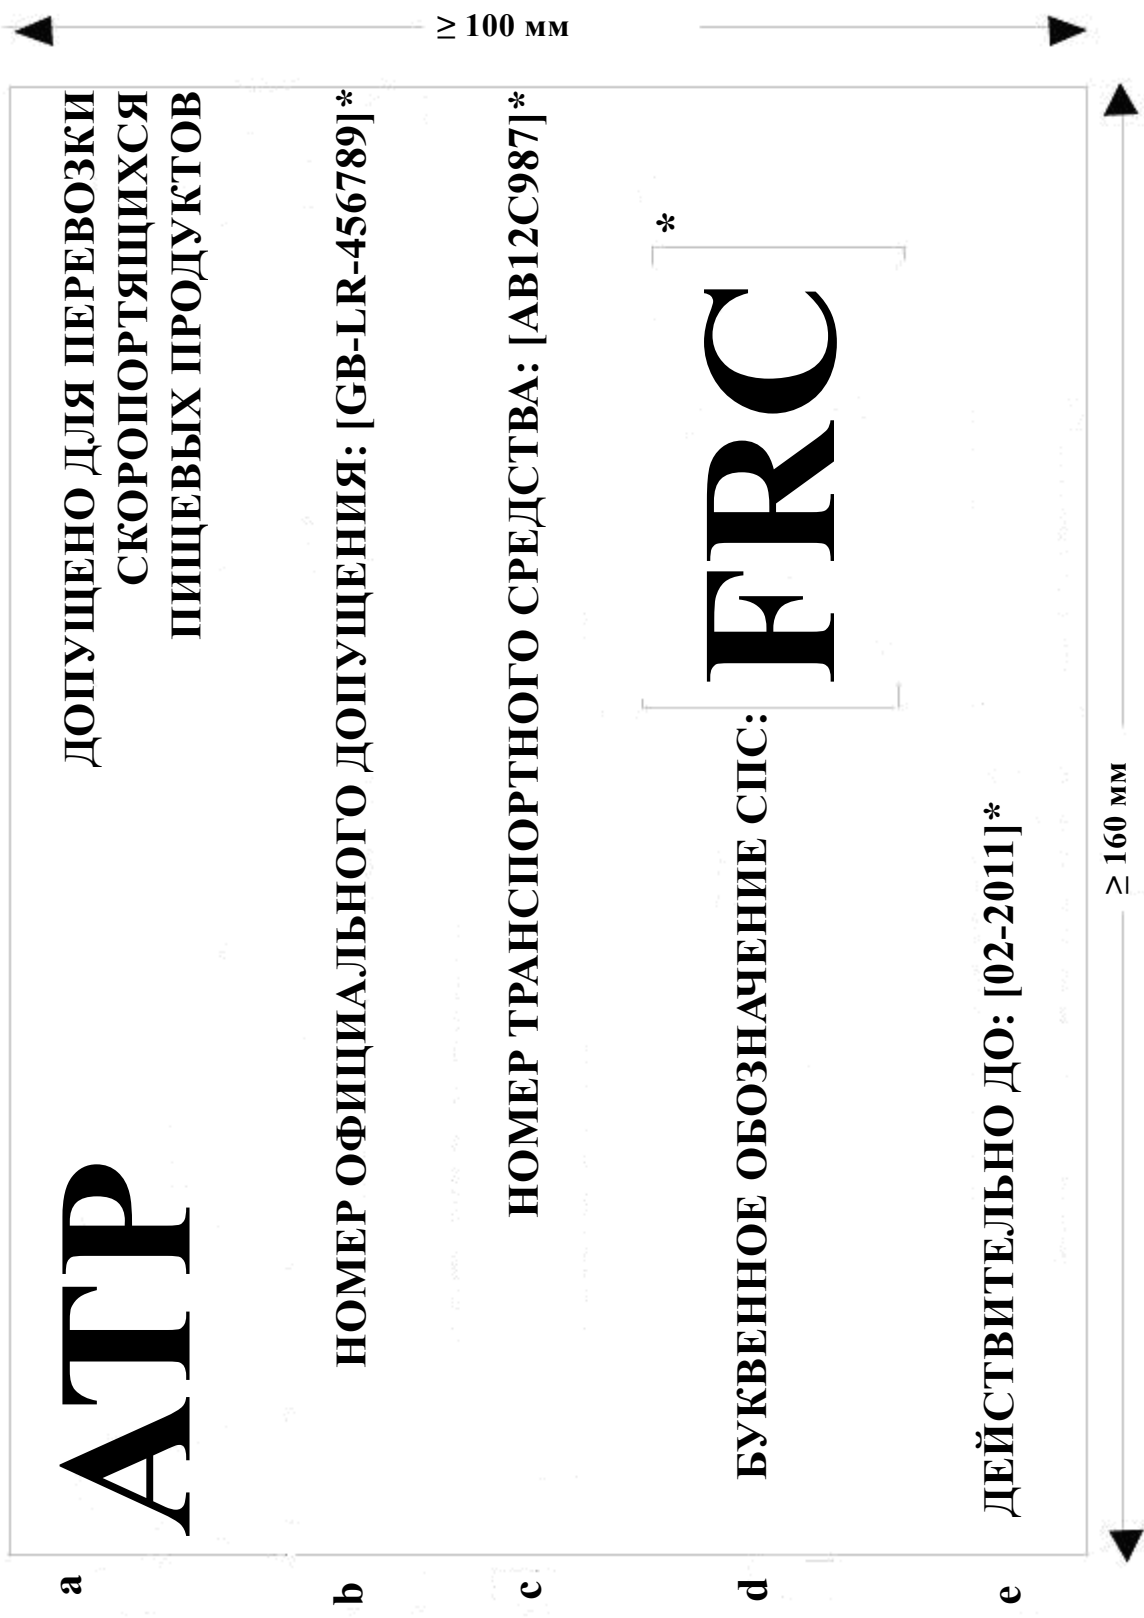 ≥ 100 мм
a
ATP
ДОПУЩЕНО ДЛЯ ПЕРЕВОЗКИ
СКОРОПОРТЯЩИХСЯ
ПИЩЕВЫХ ПРОДУКТОВ
b
НОМЕР ОФИЦИАЛЬНОГО ДОПУЩЕНИЯ: [GB-LR-456789]*
c
НОМЕР ТРАНСПОРТНОГО СРЕДСТВА: [AB12C987]*
d
БУКВЕННОЕ ОБОЗНАЧЕНИЕ СПС: [FRC]*
e
ДЕЙСТВИТЕЛЬНО ДО: [02-2011]*
≥ 160 мм